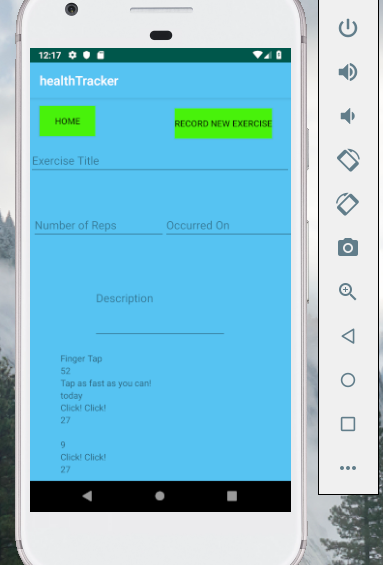 12:17
healthTracker
HOME
RECORD NEW EXERCISE
Exercise Title
Number of Reps
Occurred On
Description
Finger Tap
52
Tap as fast as you can!
today
Click! Click!
27
9
Click! Click!
27